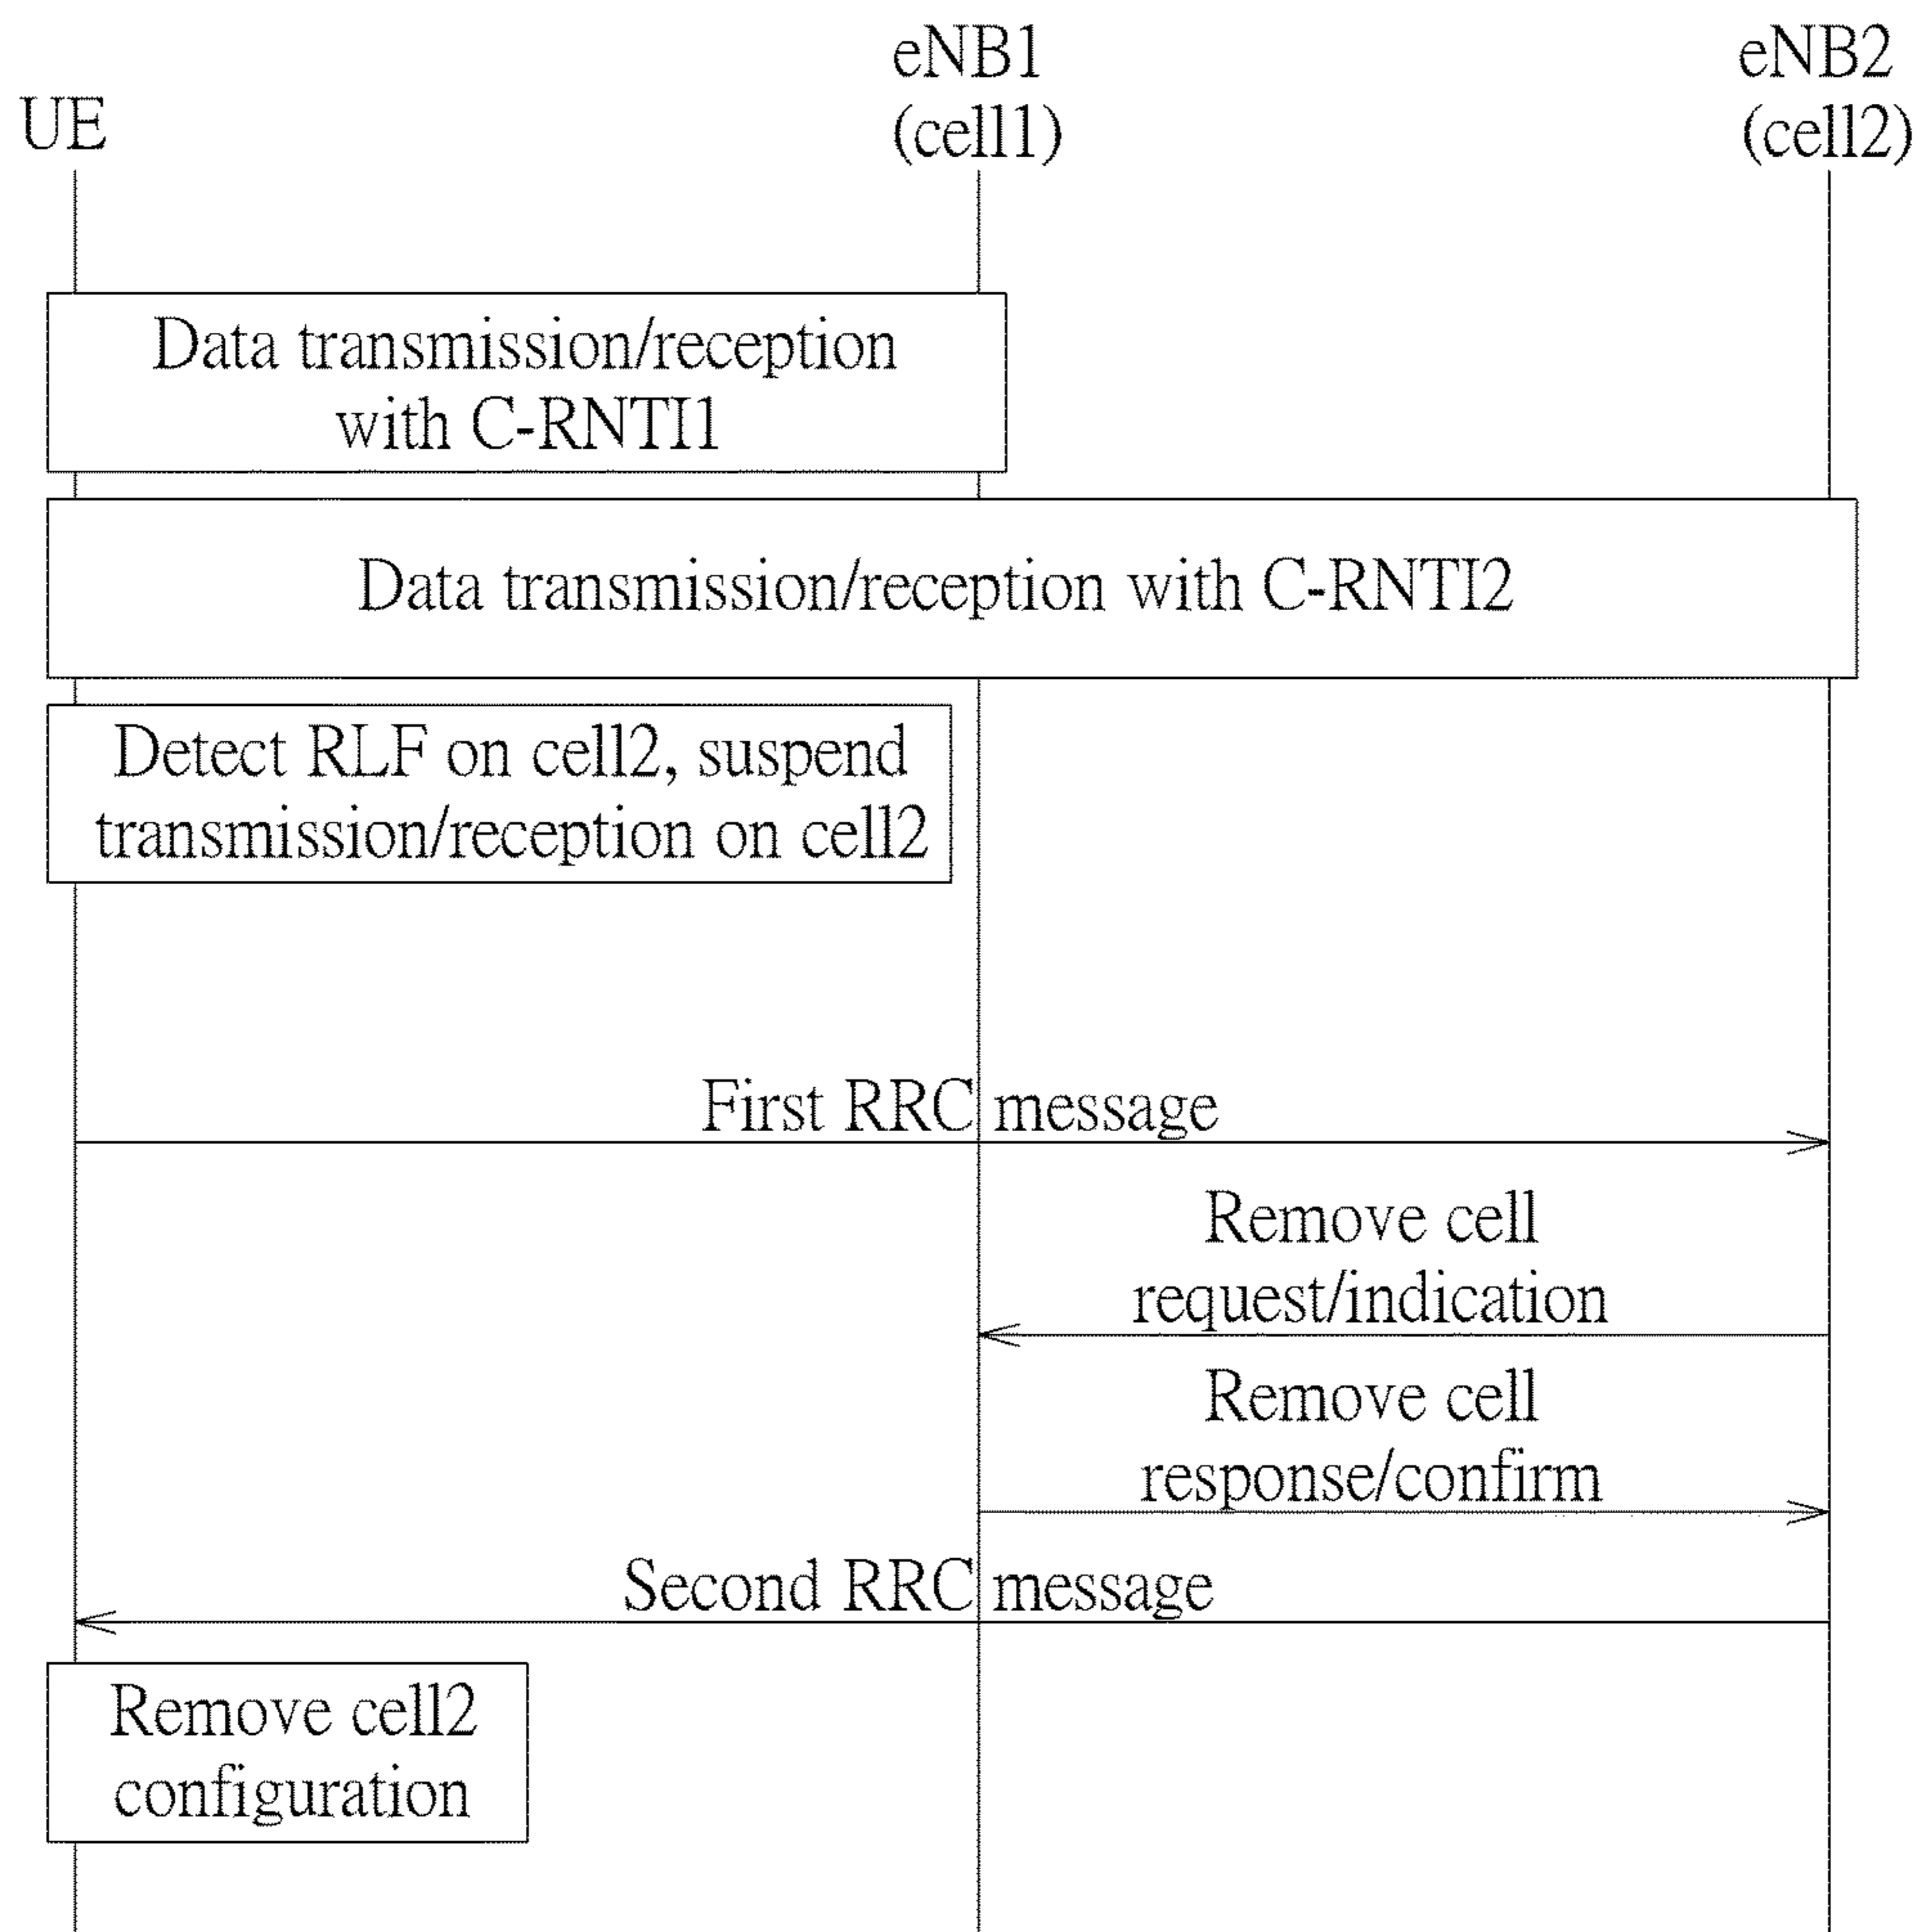 UE
eNB1
(cell1)
eNB2
(cell2)
Data transmission/reception
with C-RNTI1
Data transmission/reception with C-RNTI2
Detect RLF on cell2, suspend
transmission/reception on cell2
First RRC message
Remove cell
request/indication
Remove cell
response/confirm
Second RRC message
Remove cell2
configuration